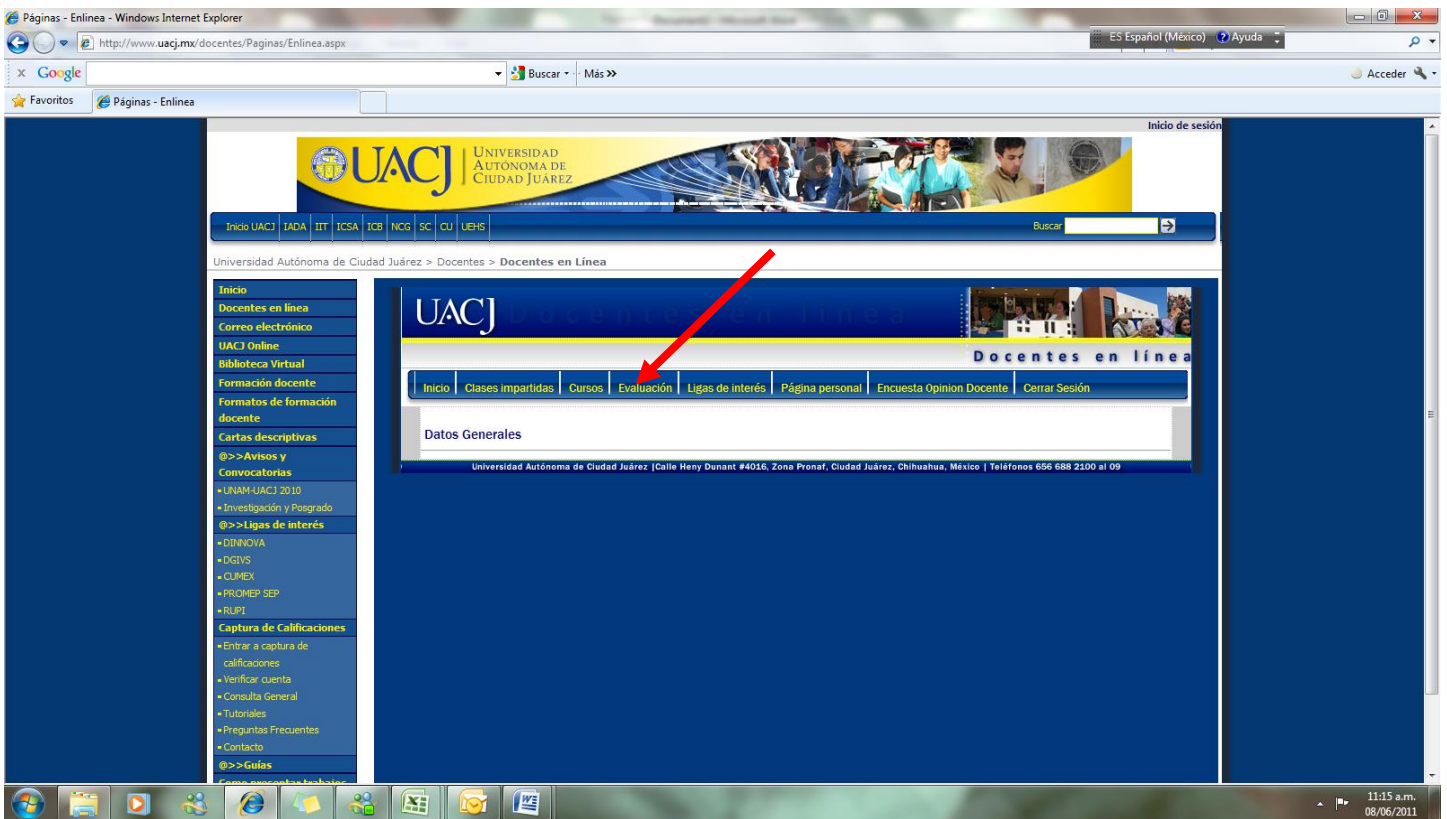 Páginas - Enlinea - Windows Internet Explorer
http://www.uacj.mx/docentes/Paginas/Enlinea.aspx
ES Español (México) Ayuda
x Google Buscar Más >> Acceder
Favoritos Páginas - Enlinea
Inicio de sesión
UACJ
UNIVERSIDAD
AUTÓNOMA DE
CIUDAD JUÁREZ
Inicio UACJ IADA IIT ICSA ICB NCG SC CU UEHS Buscar
Universidad Autónoma de Ciudad Juárez > Docentes > Docentes en Línea
Inicio
Docentes en línea
Correo electrónico
UACJ Online
Biblioteca Virtual
Formación docente
Formatos de formación
docente
Cartas descriptivas
@>>Avisos y
Convocatorias
UNAM-UACJ 2010
Investigación y Posgrado
@>>Ligas de interés
DINNOVA
DGIVS
CUMEX
PROMEP SEP
RUPI
Captura de Calificaciones
Entrar a captura de
calificaciones
Verificar cuenta
Consulta General
Tutoriales
Preguntas Frecuentes
Contacto
@>>Guías
Como presentar trabajos
UACJ
Docentes en línea
Docentes en línea
Inicio Clases impartidas Cursos Evaluación Ligas de interés Página personal Encuesta Opinion Docente Cerrar Sesión
Datos Generales
Universidad Autónoma de Ciudad Juárez |Calle Heny Dunant #4016, Zona Pronaf, Ciudad Juárez, Chihuahua, México | Teléfonos 656 688 2100 al 09
11:15 a.m.
08/06/2011